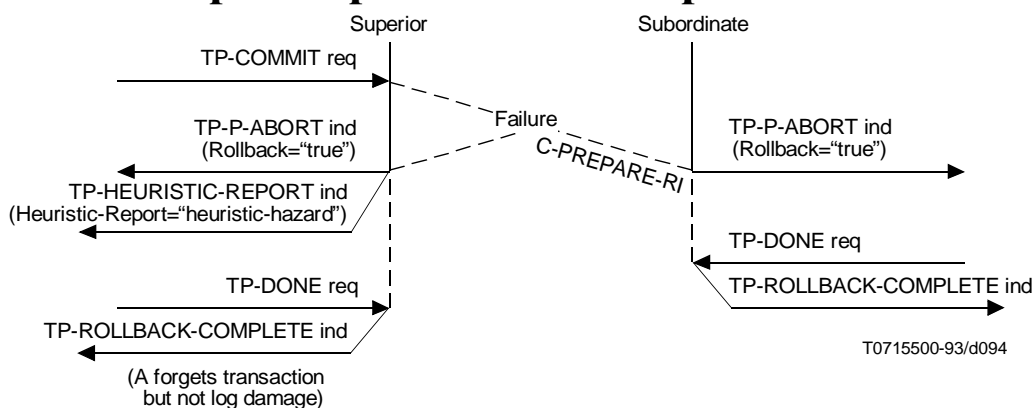 Superior
Subordinate
TP-COMMIT req
Failure
C-PREPARE-RI
TP-P-ABORT ind
(Rollback="true")
TP-P-ABORT ind
(Rollback="true")
TP-HEURISTIC-REPORT ind
(Heuristic-Report="heuristic-hazard")
TP-DONE req
TP-ROLLBACK-COMPLETE ind
TP-DONE req
TP-ROLLBACK-COMPLETE ind
T0715500-93/d094
(A forgets transaction
but not log damage)